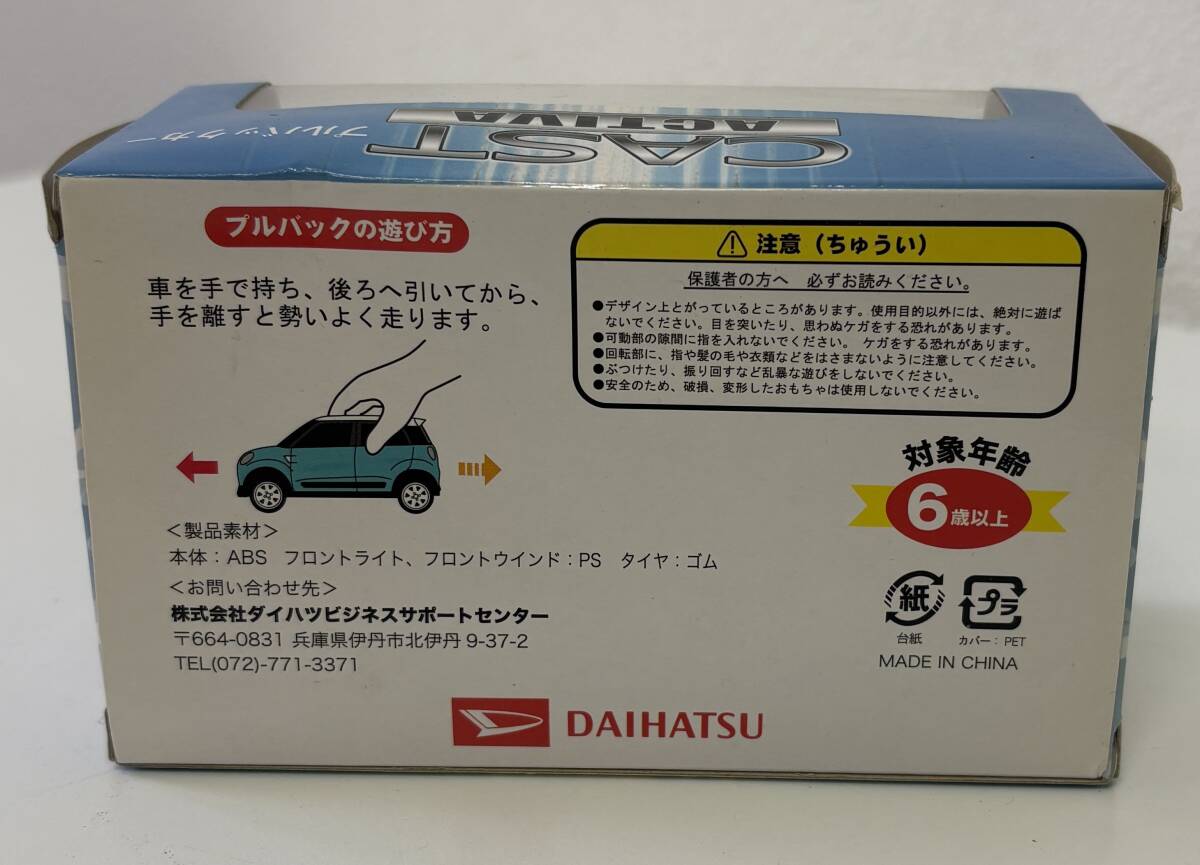 CAST
ACTIVA
プルバックカー
プルバックの遊び方
車を手で持ち、後ろへ引いてから、
手を離すと勢いよく走ります。
注意（ちゅうい）
保護者の方へ　必ずお読みください。
●デザイン上とがっているところがあります。使用目的以外には、絶対に遊ば
ないでください。目を突いたり、思わぬケガをする恐れがあります。
●可動部の隙間に指を入れないでください。 ケガをする恐れがあります。
●回転部に、指や髪の毛や衣類などをはさまないように注意してください。
●ぶつけたり、振り回すなど乱暴な遊びをしないでください。
●安全のため、破損、変形したおもちゃは使用しないでください。
対象年齢
6歳以上
＜製品素材＞
本体：ABS　フロントライト、フロントウインド：PS　タイヤ：ゴム
＜お問い合わせ先＞
株式会社ダイハツビジネスサポートセンター
〒664-0831 兵庫県伊丹市北伊丹 9-37-2
TEL(072)-771-3371
紙
台紙
プラ
カバー：PET
MADE IN CHINA
DAIHATSU